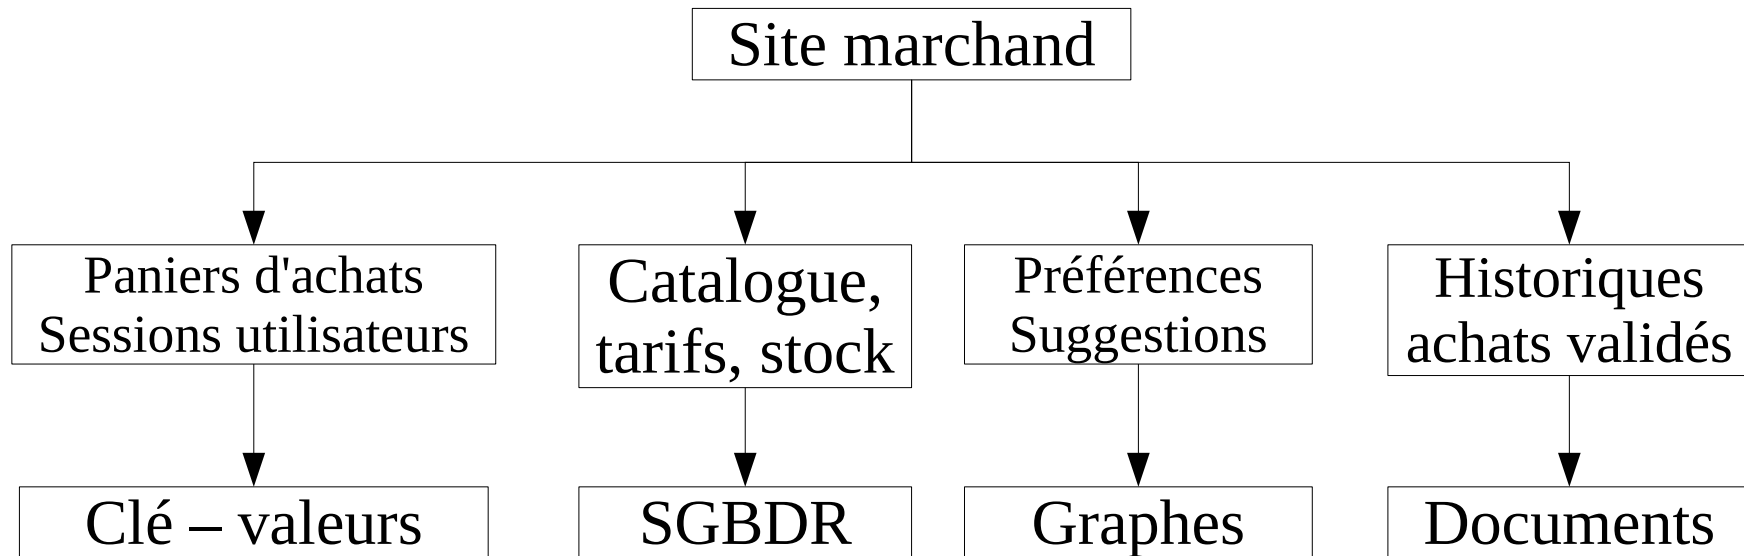 Site marchand
Paniers d'achats
Sessions utilisateurs
Catalogue,
tarifs, stock
Préférences
Suggestions
Historiques
achats validés
Clé – valeurs
SGBDR
Graphes
Documents